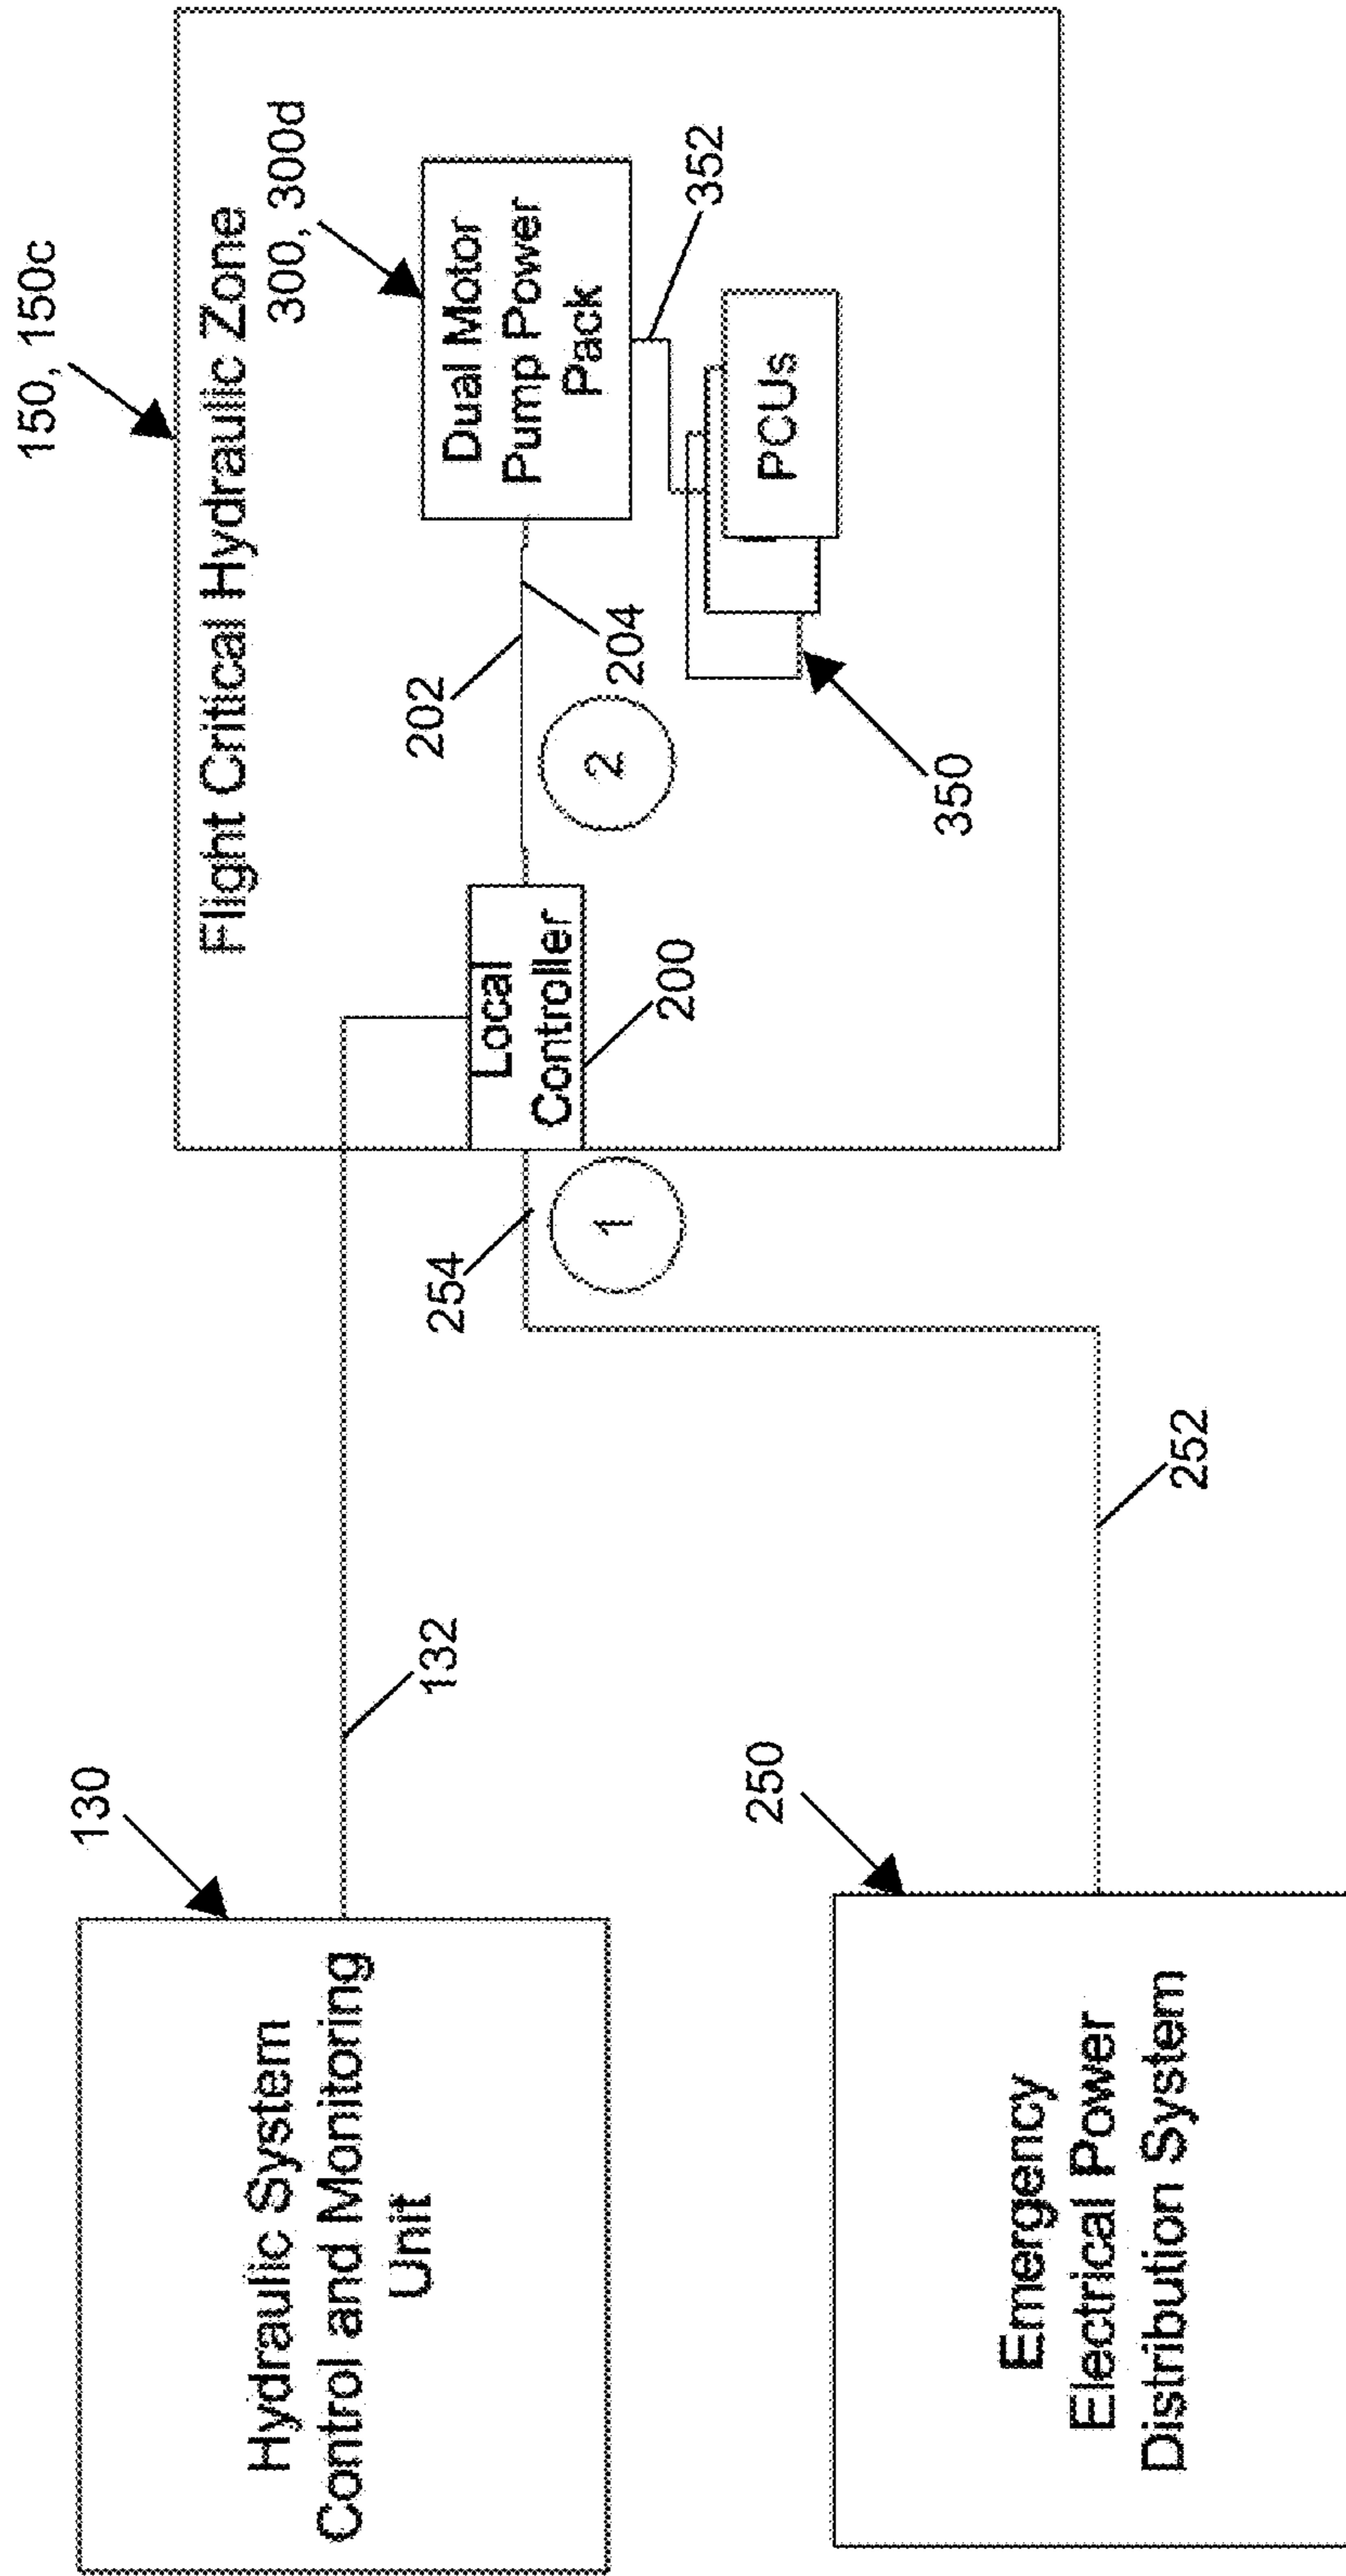 150, 150c
Flight Critical Hydraulic Zone
300, 300d
Dual Motor
Pump Power
Pack
352
202
204
2
PCUs
350
Local
Controller
200
254
1
132
252
130
Hydraulic System
Control and Monitoring
Unit
250
Emergency
Electrical Power
Distribution System